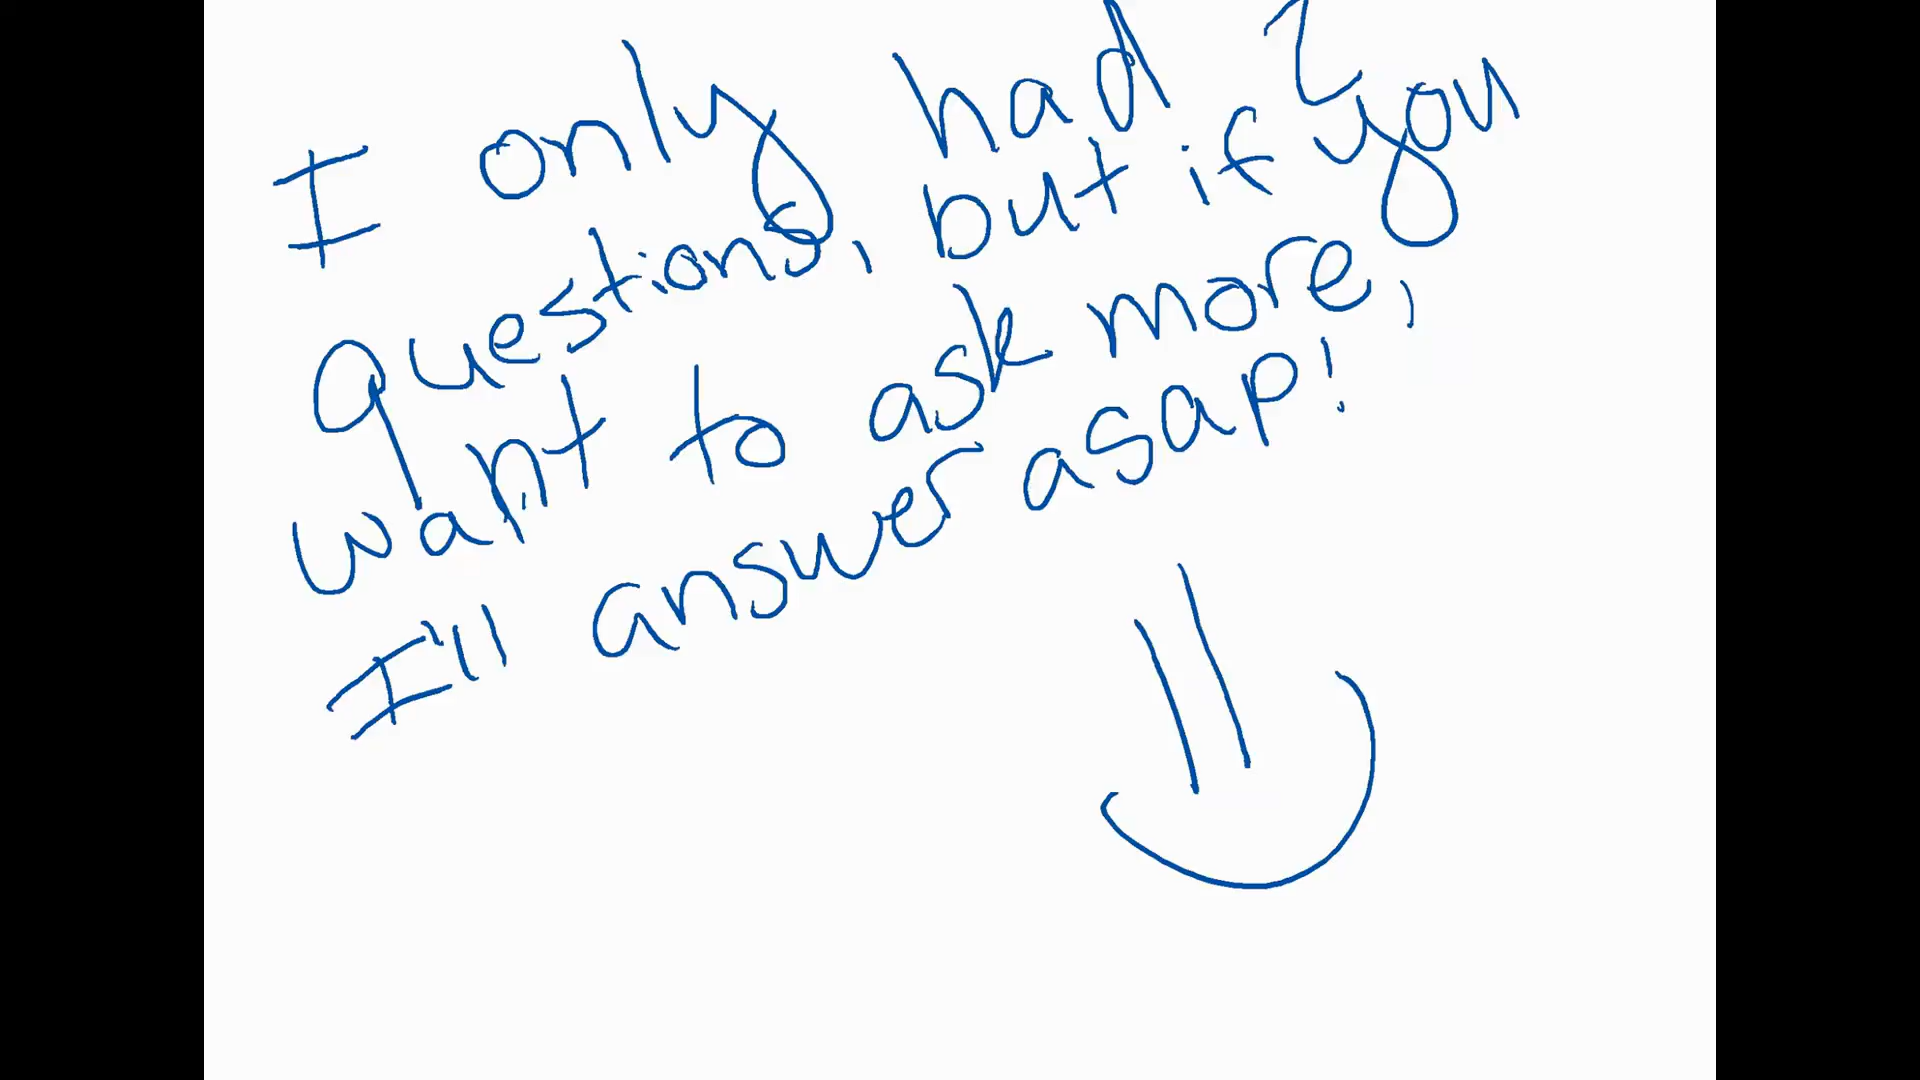 I only had 2
questions, but if you
want to ask more,
I'll answer asap!